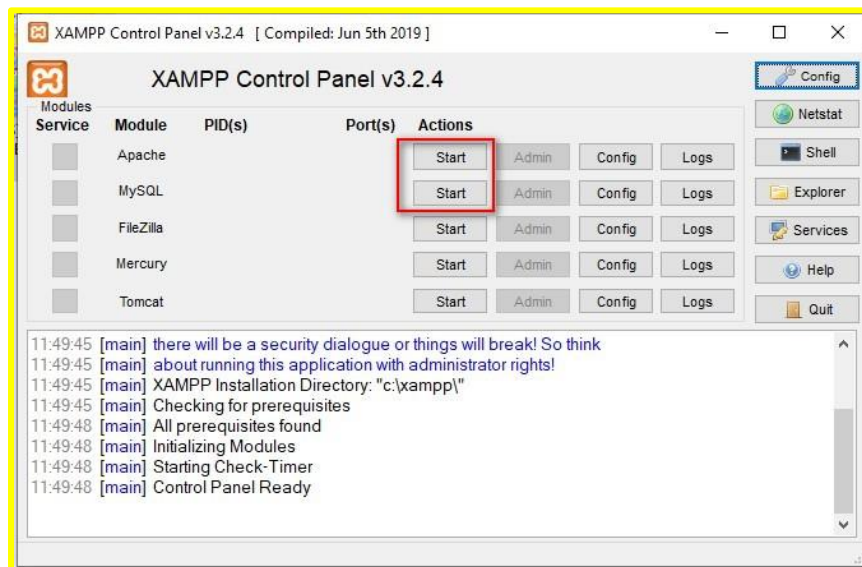 XAMPP Control Panel v3.2.4 [ Compiled: Jun 5th 2019 ]
XAMPP Control Panel v3.2.4
Config
Modules
Netstat
Service Module PID(s) Port(s) Actions
Apache Start Admin Config Logs
Shell
MySQL Start Admin Config Logs
Explorer
FileZilla Start Admin Config Logs
Services
Mercury Start Admin Config Logs
Help
Tomcat Start Admin Config Logs
Quit
11:49:45 [main] there will be a security dialogue or things will break! So think
11:49:45 [main] about running this application with administrator rights!
11:49:45 [main] XAMPP Installation Directory: "c:\xampp\"
11:49:45 [main] Checking for prerequisites
11:49:48 [main] All prerequisites found
11:49:48 [main] Initializing Modules
11:49:48 [main] Starting Check-Timer
11:49:48 [main] Control Panel Ready